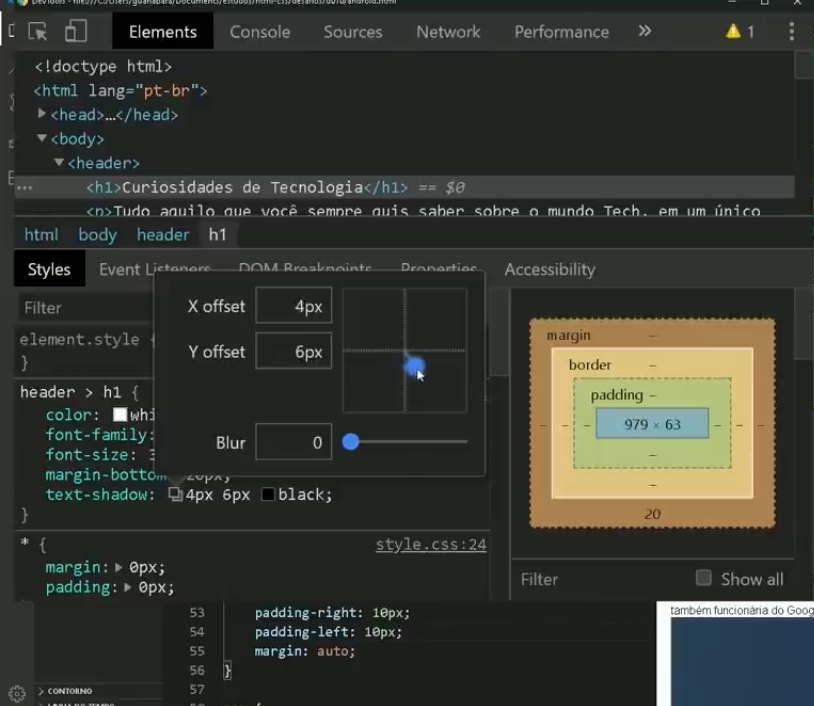 DevTools - file:///C:/Users/guanabara/Documents/estudos/html-css/desafios/d010/android.html
Elements Console Sources Network Performance » 1
<!doctype html>
<html lang="pt-br">
<head>…</head>
<body>
<header>
··· <h1>Curiosidades de Tecnologia</h1> == $0
<p>Tudo aquilo que você sempre quis saber sobre o mundo Tech, em um único
html body header h1
Styles Event Listeners DOM Breakpoints Properties Accessibility
Filter
element.style {
}
header > h1 {
color: whi
font-family:
font-size: 3
margin-bottom 20px;
text-shadow: 4px 6px black;
}
* { style.css:24
margin: 0px;
padding: 0px;
X offset 4px
Y offset 6px
Blur 0
margin –
border –
padding –
– – – 979 × 63 – – –
–
–
20
Filter Show all
53 padding-right: 10px;
54 padding-left: 10px;
55 margin: auto;
56 }
57
CONTORNO
LINHA DO TEMPO
também funcionária do Goog